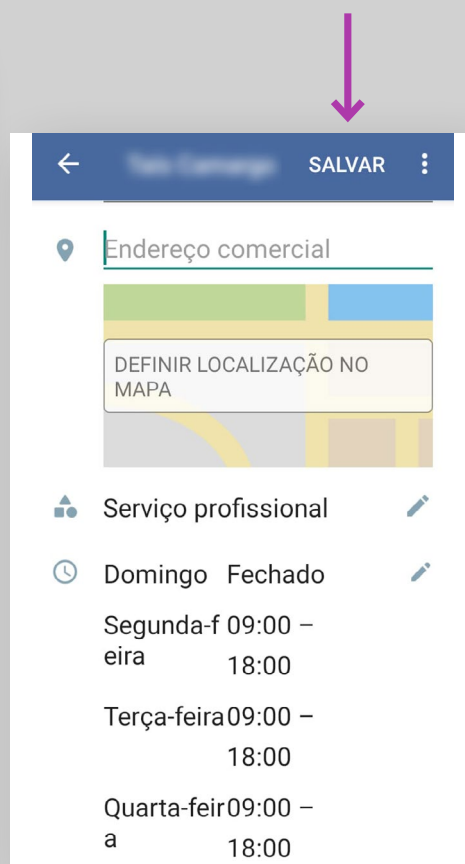 SALVAR
Endereço comercial
DEFINIR LOCALIZAÇÃO NO
MAPA
Serviço profissional
Domingo Fechado
Segunda-f 09:00 –
eira 18:00
Terça-feira 09:00 –
18:00
Quarta-feir 09:00 –
a 18:00